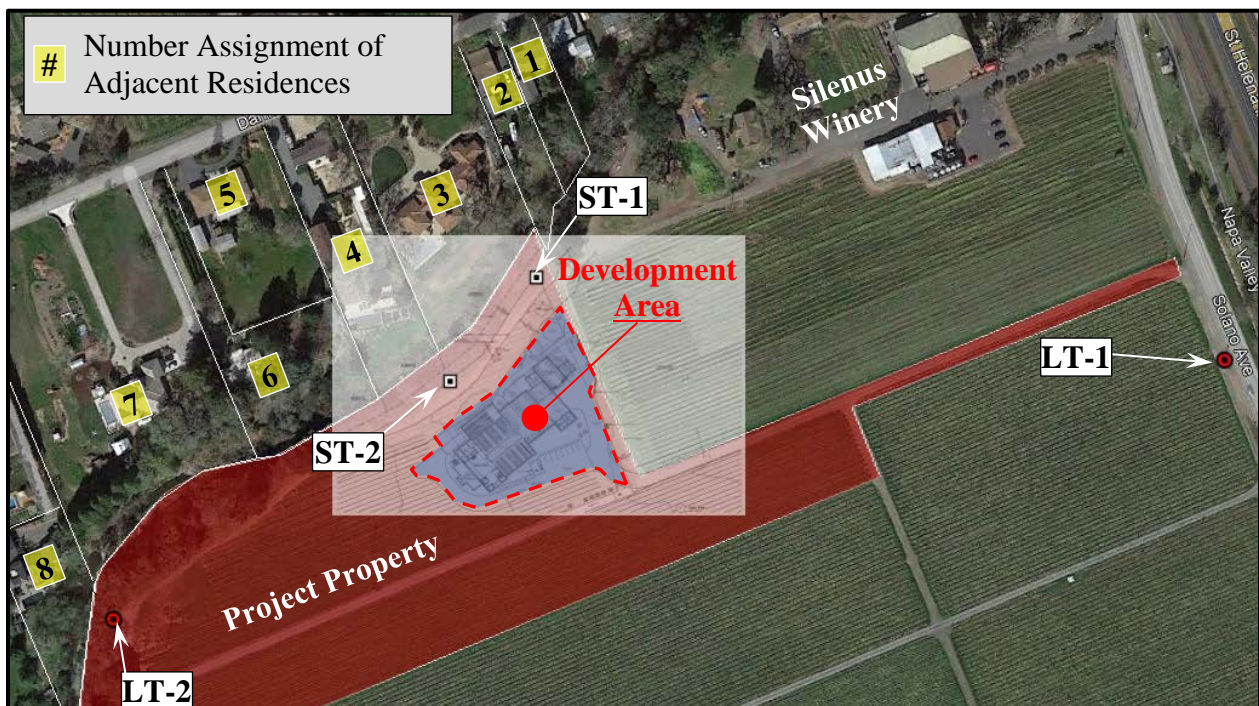 # Number Assignment of
Adjacent Residences
1
2
3
4
5
6
7
8
Silenus
Winery
St Helena
Napa Valley
Solano Ave
ST-1
ST-2
LT-1
LT-2
Development
Area
Project Property